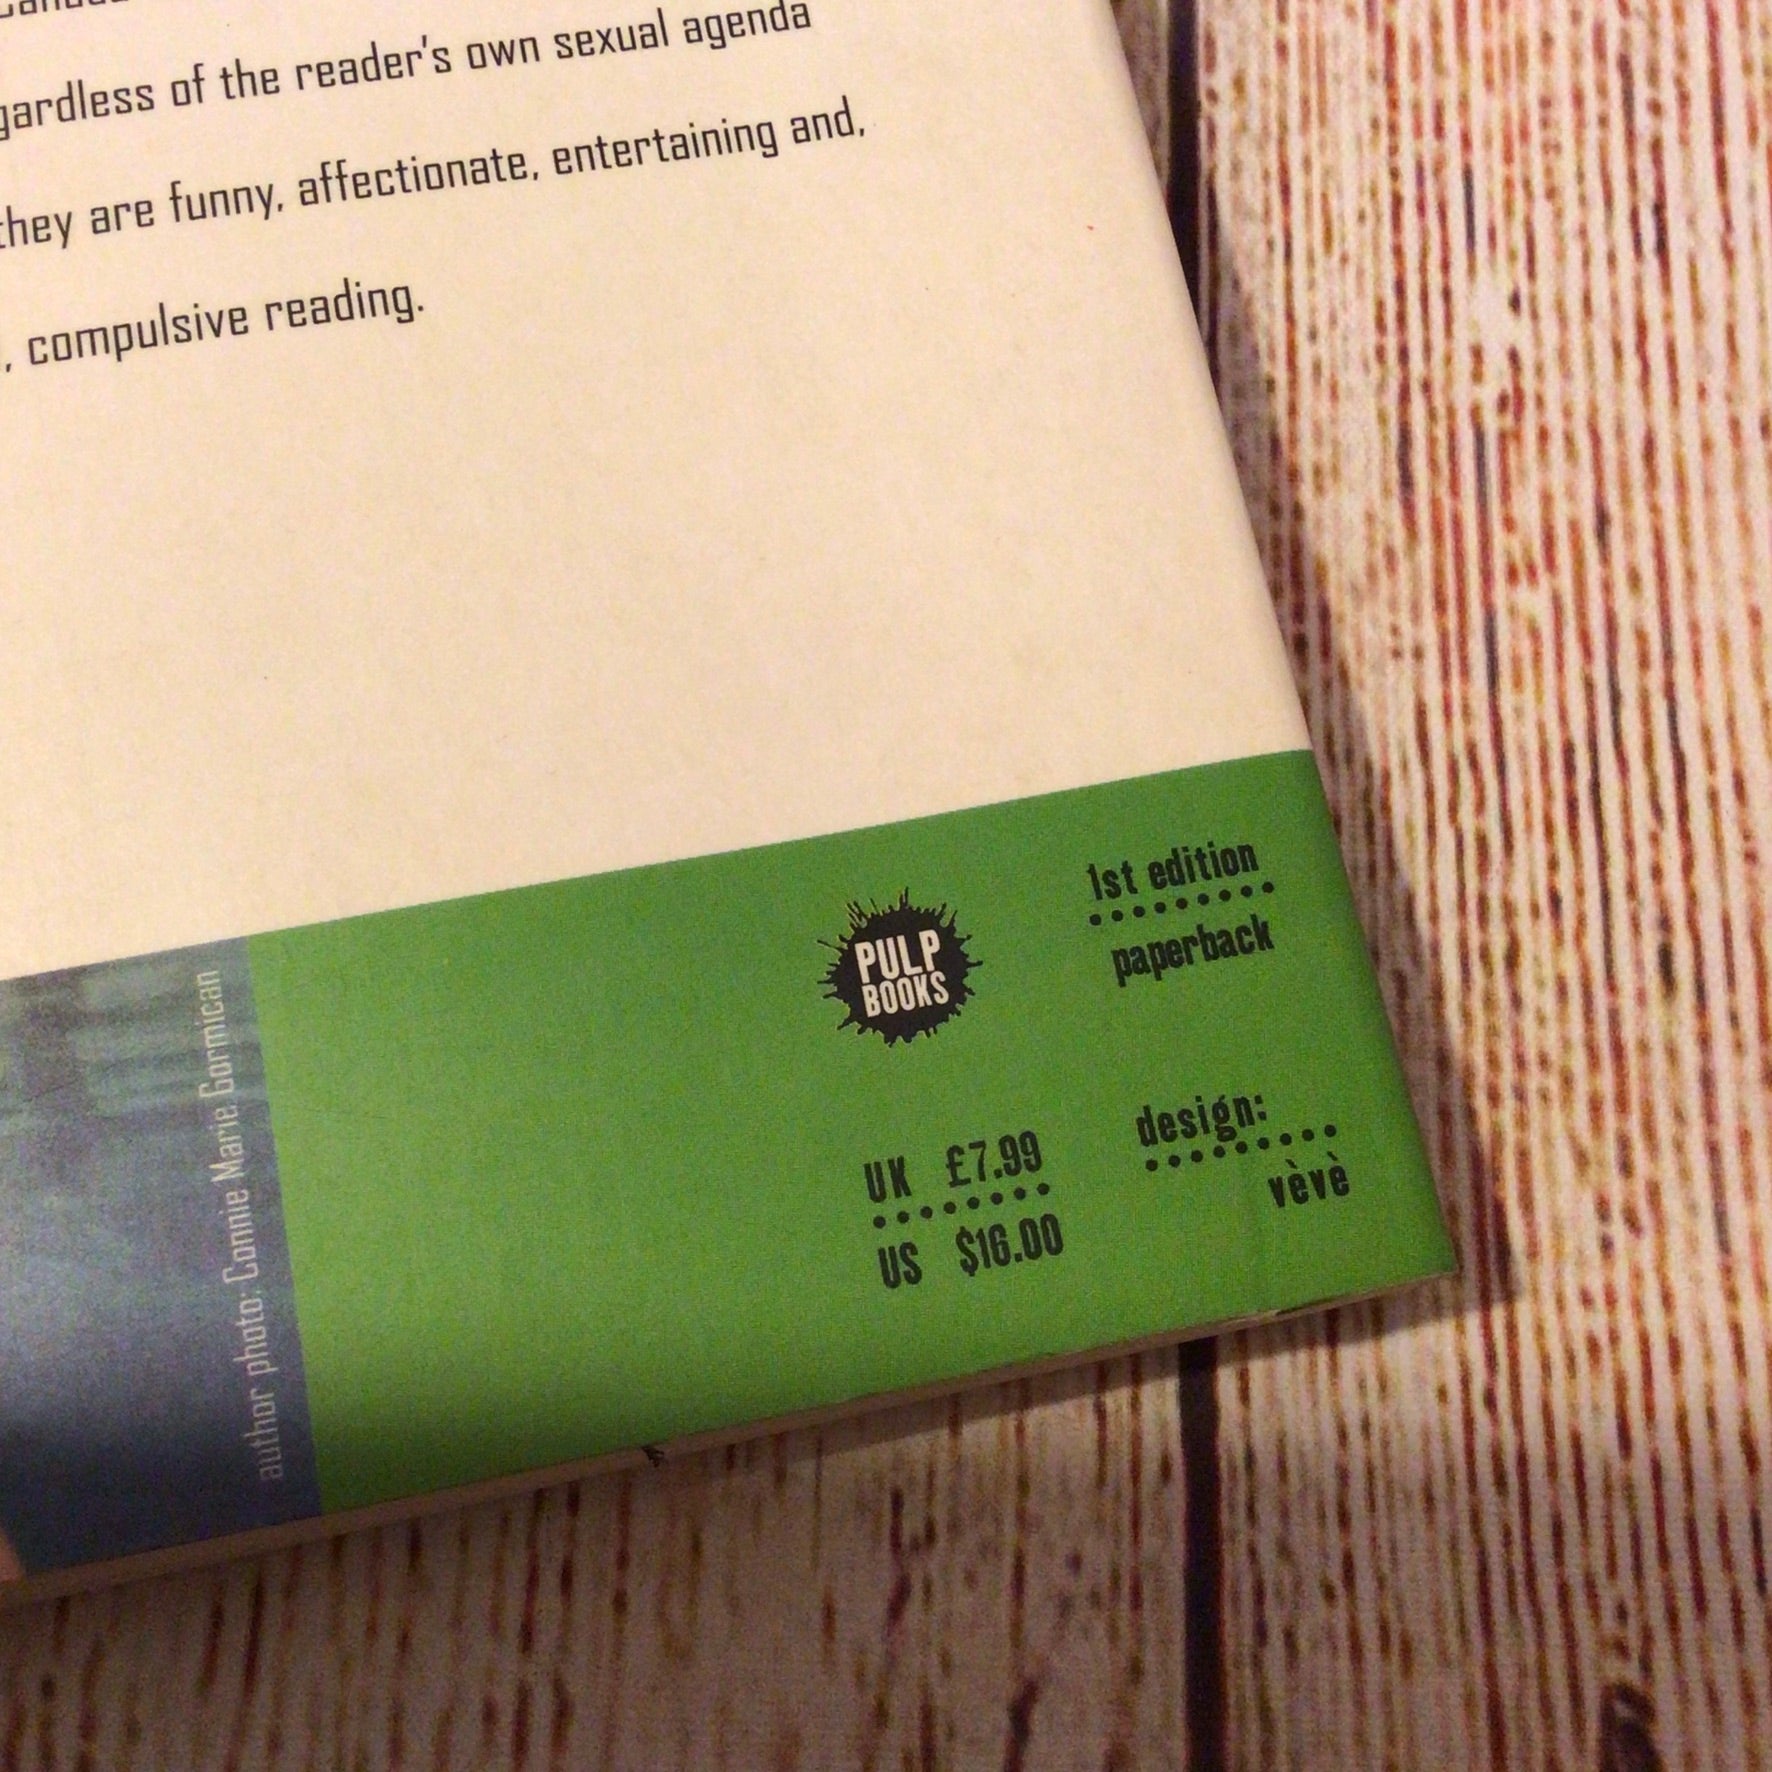 gardless of the reader's own sexual agenda
they are funny, affectionate, entertaining and,
, compulsive reading.
PULP
BOOKS
1st edition
paperback
UK £7.99
US $16.00
design:
vèvè
author photo: Connie Marie Gormican